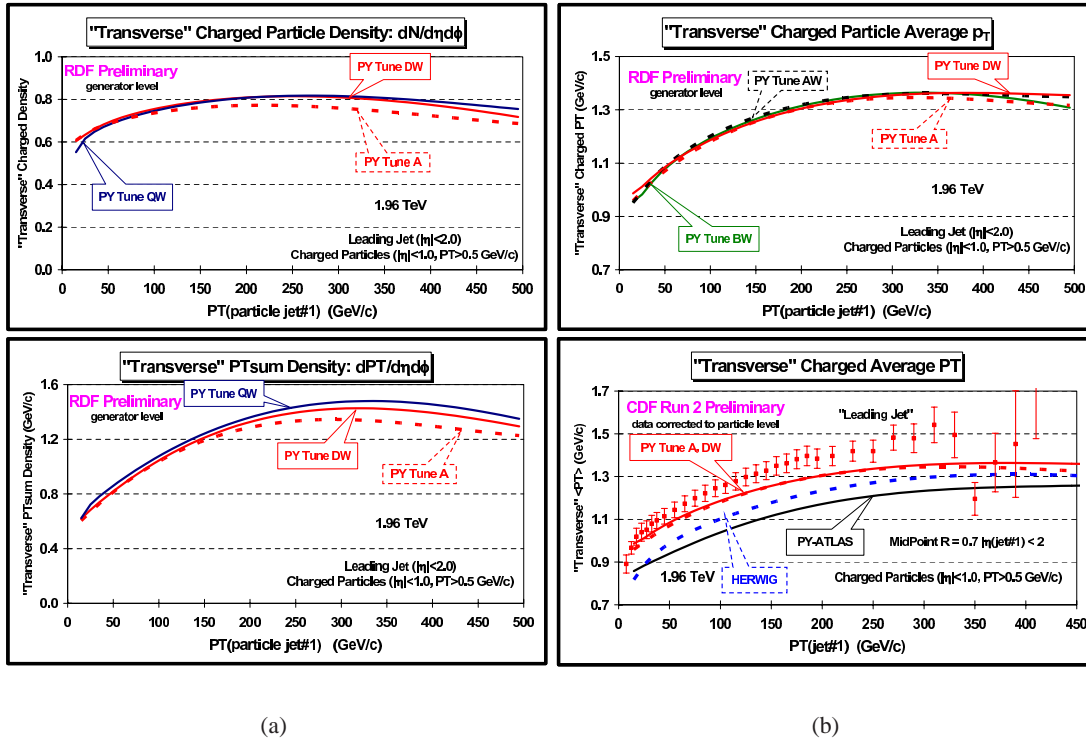 "Transverse" Charged Particle Density: dN/dηdϕ
RDF Preliminary
generator level
PY Tune DW
PY Tune A
PY Tune QW
1.96 TeV
Leading Jet (|η|<2.0)
Charged Particles (|η|<1.0, PT>0.5 GeV/c)
"Transverse" Charged Density
0.0
0.2
0.4
0.6
0.8
1.0
0 50 100 150 200 250 300 350 400 450 500
PT(particle jet#1) (GeV/c)
"Transverse" Charged Particle Average pT
RDF Preliminary
generator level
PY Tune AW
PY Tune DW
PY Tune A
PY Tune BW
1.96 TeV
Leading Jet (|η|<2.0)
Charged Particles (|η|<1.0, PT>0.5 GeV/c)
"Transverse" Charged PT (GeV/c)
0.7
0.9
1.1
1.3
1.5
0 50 100 150 200 250 300 350 400 450 500
PT(particle jet#1) (GeV/c)
"Transverse" PTsum Density: dPT/dηdϕ
RDF Preliminary
generator level
PY Tune QW
PY Tune DW
PY Tune A
1.96 TeV
Leading Jet (|η|<2.0)
Charged Particles (|η|<1.0, PT>0.5 GeV/c)
"Transverse" PTsum Density (GeV/c)
0.0
0.4
0.8
1.2
1.6
0 50 100 150 200 250 300 350 400 450 500
PT(particle jet#1) (GeV/c)
"Transverse" Charged Average PT
CDF Run 2 Preliminary
data corrected to particle level
"Leading Jet"
PY Tune A, DW
PY-ATLAS
HERWIG
MidPoint R = 0.7 |η(jet#1) < 2
1.96 TeV
Charged Particles (|η|<1.0, PT>0.5 GeV/c)
"Transverse" <PT> (GeV/c)
0.7
0.9
1.1
1.3
1.5
1.7
0 50 100 150 200 250 300 350 400 450
PT(jet#1) (GeV/c)
(a)
(b)